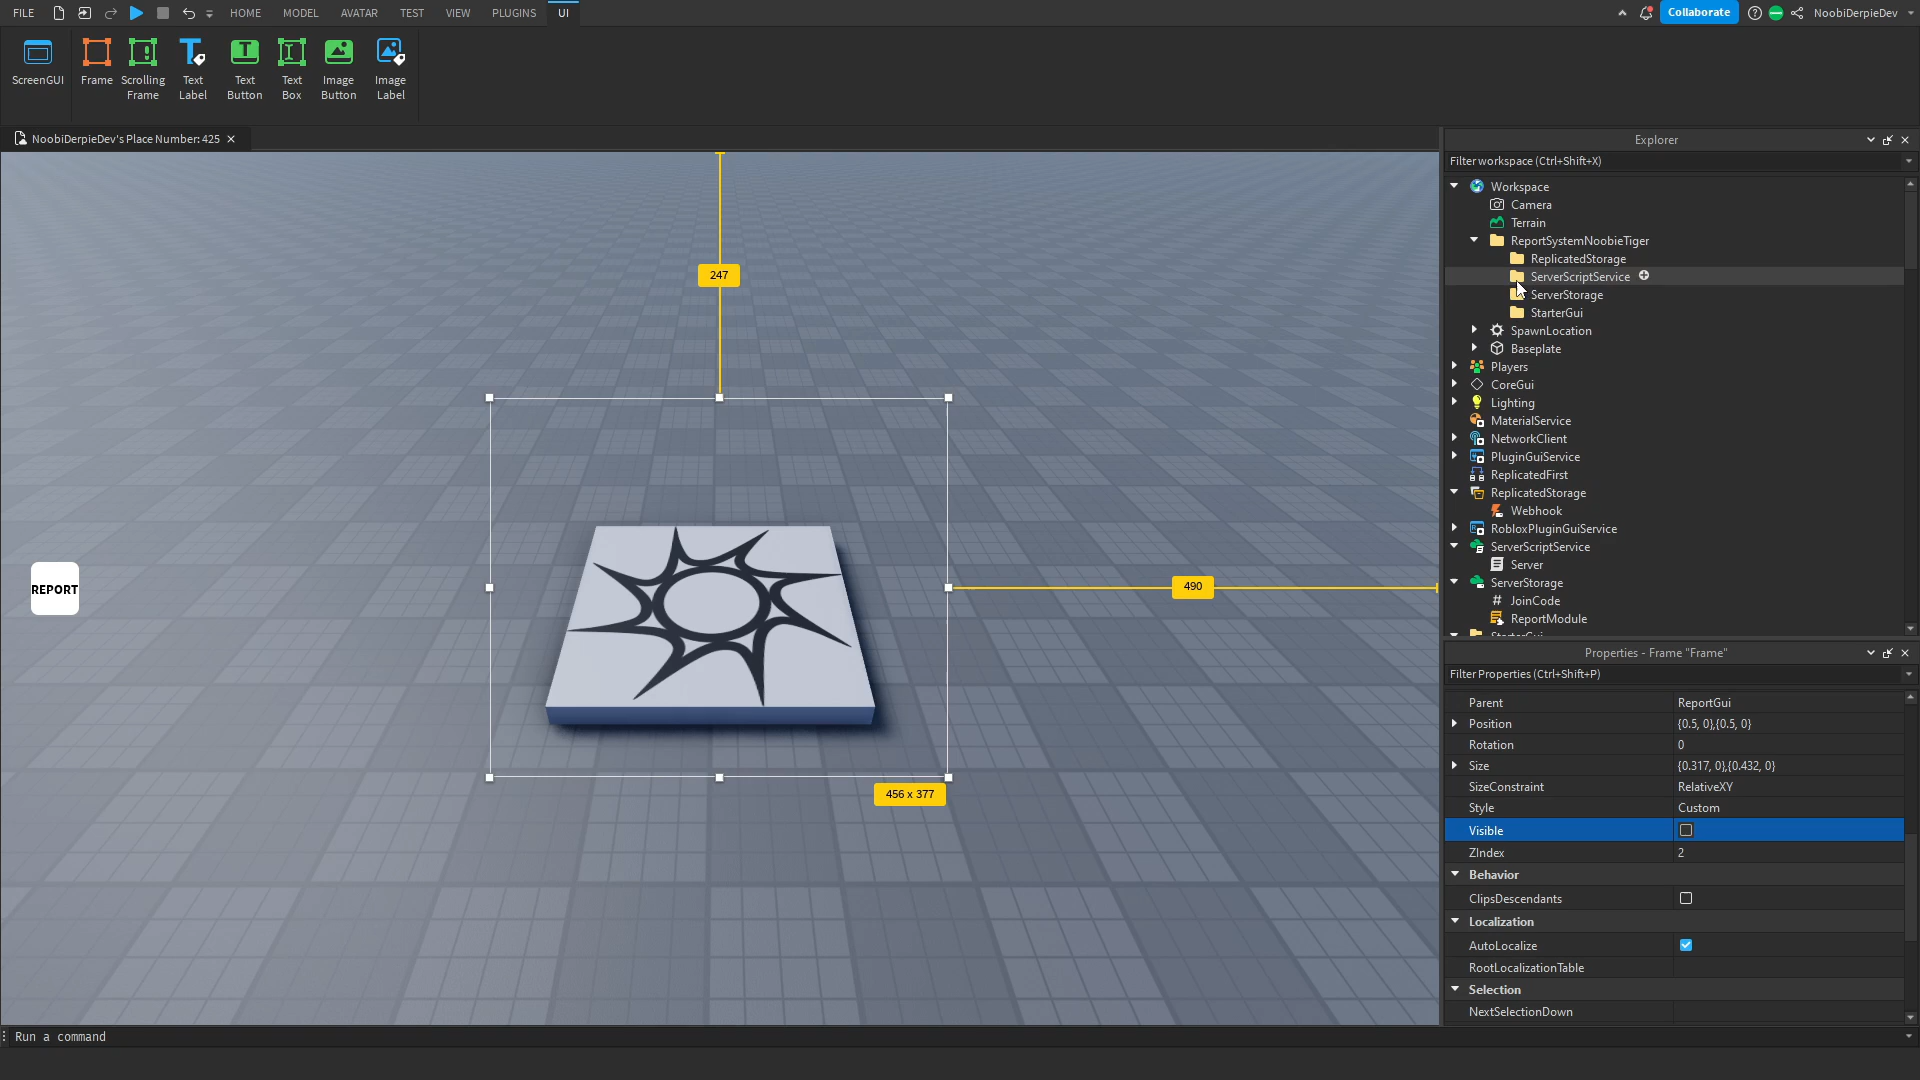 FILE
HOME
MODEL
AVATAR
TEST
VIEW
PLUGINS
UI
Collaborate
NoobiDerpieDev
ScreenGUI
Frame
Scrolling
Frame
Text
Label
Text
Button
Text
Box
Image
Button
Image
Label
NoobiDerpieDev's Place Number: 425
247
490
456 x 377
REPORT
Run a command
Explorer
Filter workspace (Ctrl+Shift+X)
Workspace
Camera
Terrain
ReportSystemNoobieTiger
ReplicatedStorage
ServerScriptService
ServerStorage
StarterGui
SpawnLocation
Baseplate
Players
CoreGui
Lighting
MaterialService
NetworkClient
PluginGuiService
ReplicatedFirst
ReplicatedStorage
Webhook
RobloxPluginGuiService
ServerScriptService
Server
ServerStorage
JoinCode
ReportModule
StarterGui
Properties - Frame "Frame"
Filter Properties (Ctrl+Shift+P)
Parent ReportGui
Position {0.5, 0},{0.5, 0}
Rotation 0
Size {0.317, 0},{0.432, 0}
SizeConstraint RelativeXY
Style Custom
Visible
ZIndex 2
Behavior
ClipsDescendants
Localization
AutoLocalize
RootLocalizationTable
Selection
NextSelectionDown